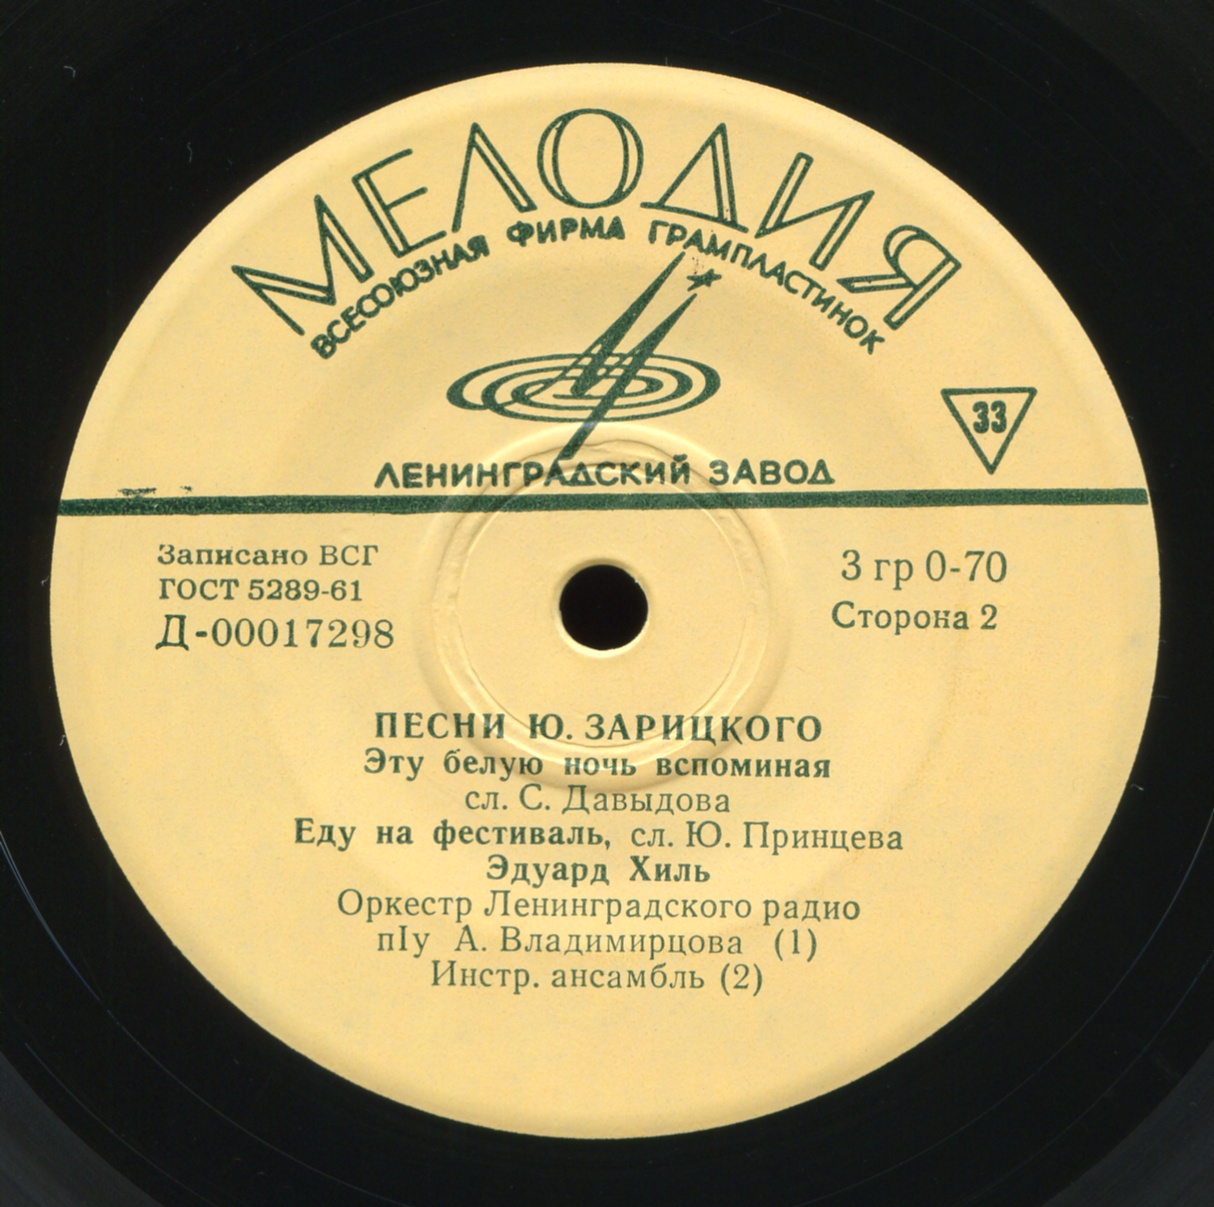 МЕЛОДИЯ
ВСЕСОЮЗНАЯ ФИРМА ГРАМПЛАСТИНОК
33
ЛЕНИНГРАДСКИЙ ЗАВОД
Записано ВСГ
ГОСТ 5289-61
Д-00017298
3 гр 0-70
Сторона 2
ПЕСНИ Ю. ЗАРИЦКОГО
Эту белую ночь вспоминая
сл. С. Давыдова
Еду на фестиваль, сл. Ю. Принцева
Эдуард Хиль
Оркестр Ленинградского радио
пIу А. Владимирцова (1)
Инстр. ансамбль (2)